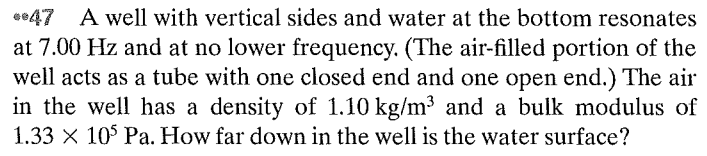 ••47 A well with vertical sides and water at the bottom resonates
at 7.00 Hz and at no lower frequency. (The air-filled portion of the
well acts as a tube with one closed end and one open end.) The air
in the well has a density of 1.10 kg/m³ and a bulk modulus of
1.33 × 10⁵ Pa. How far down in the well is the water surface?